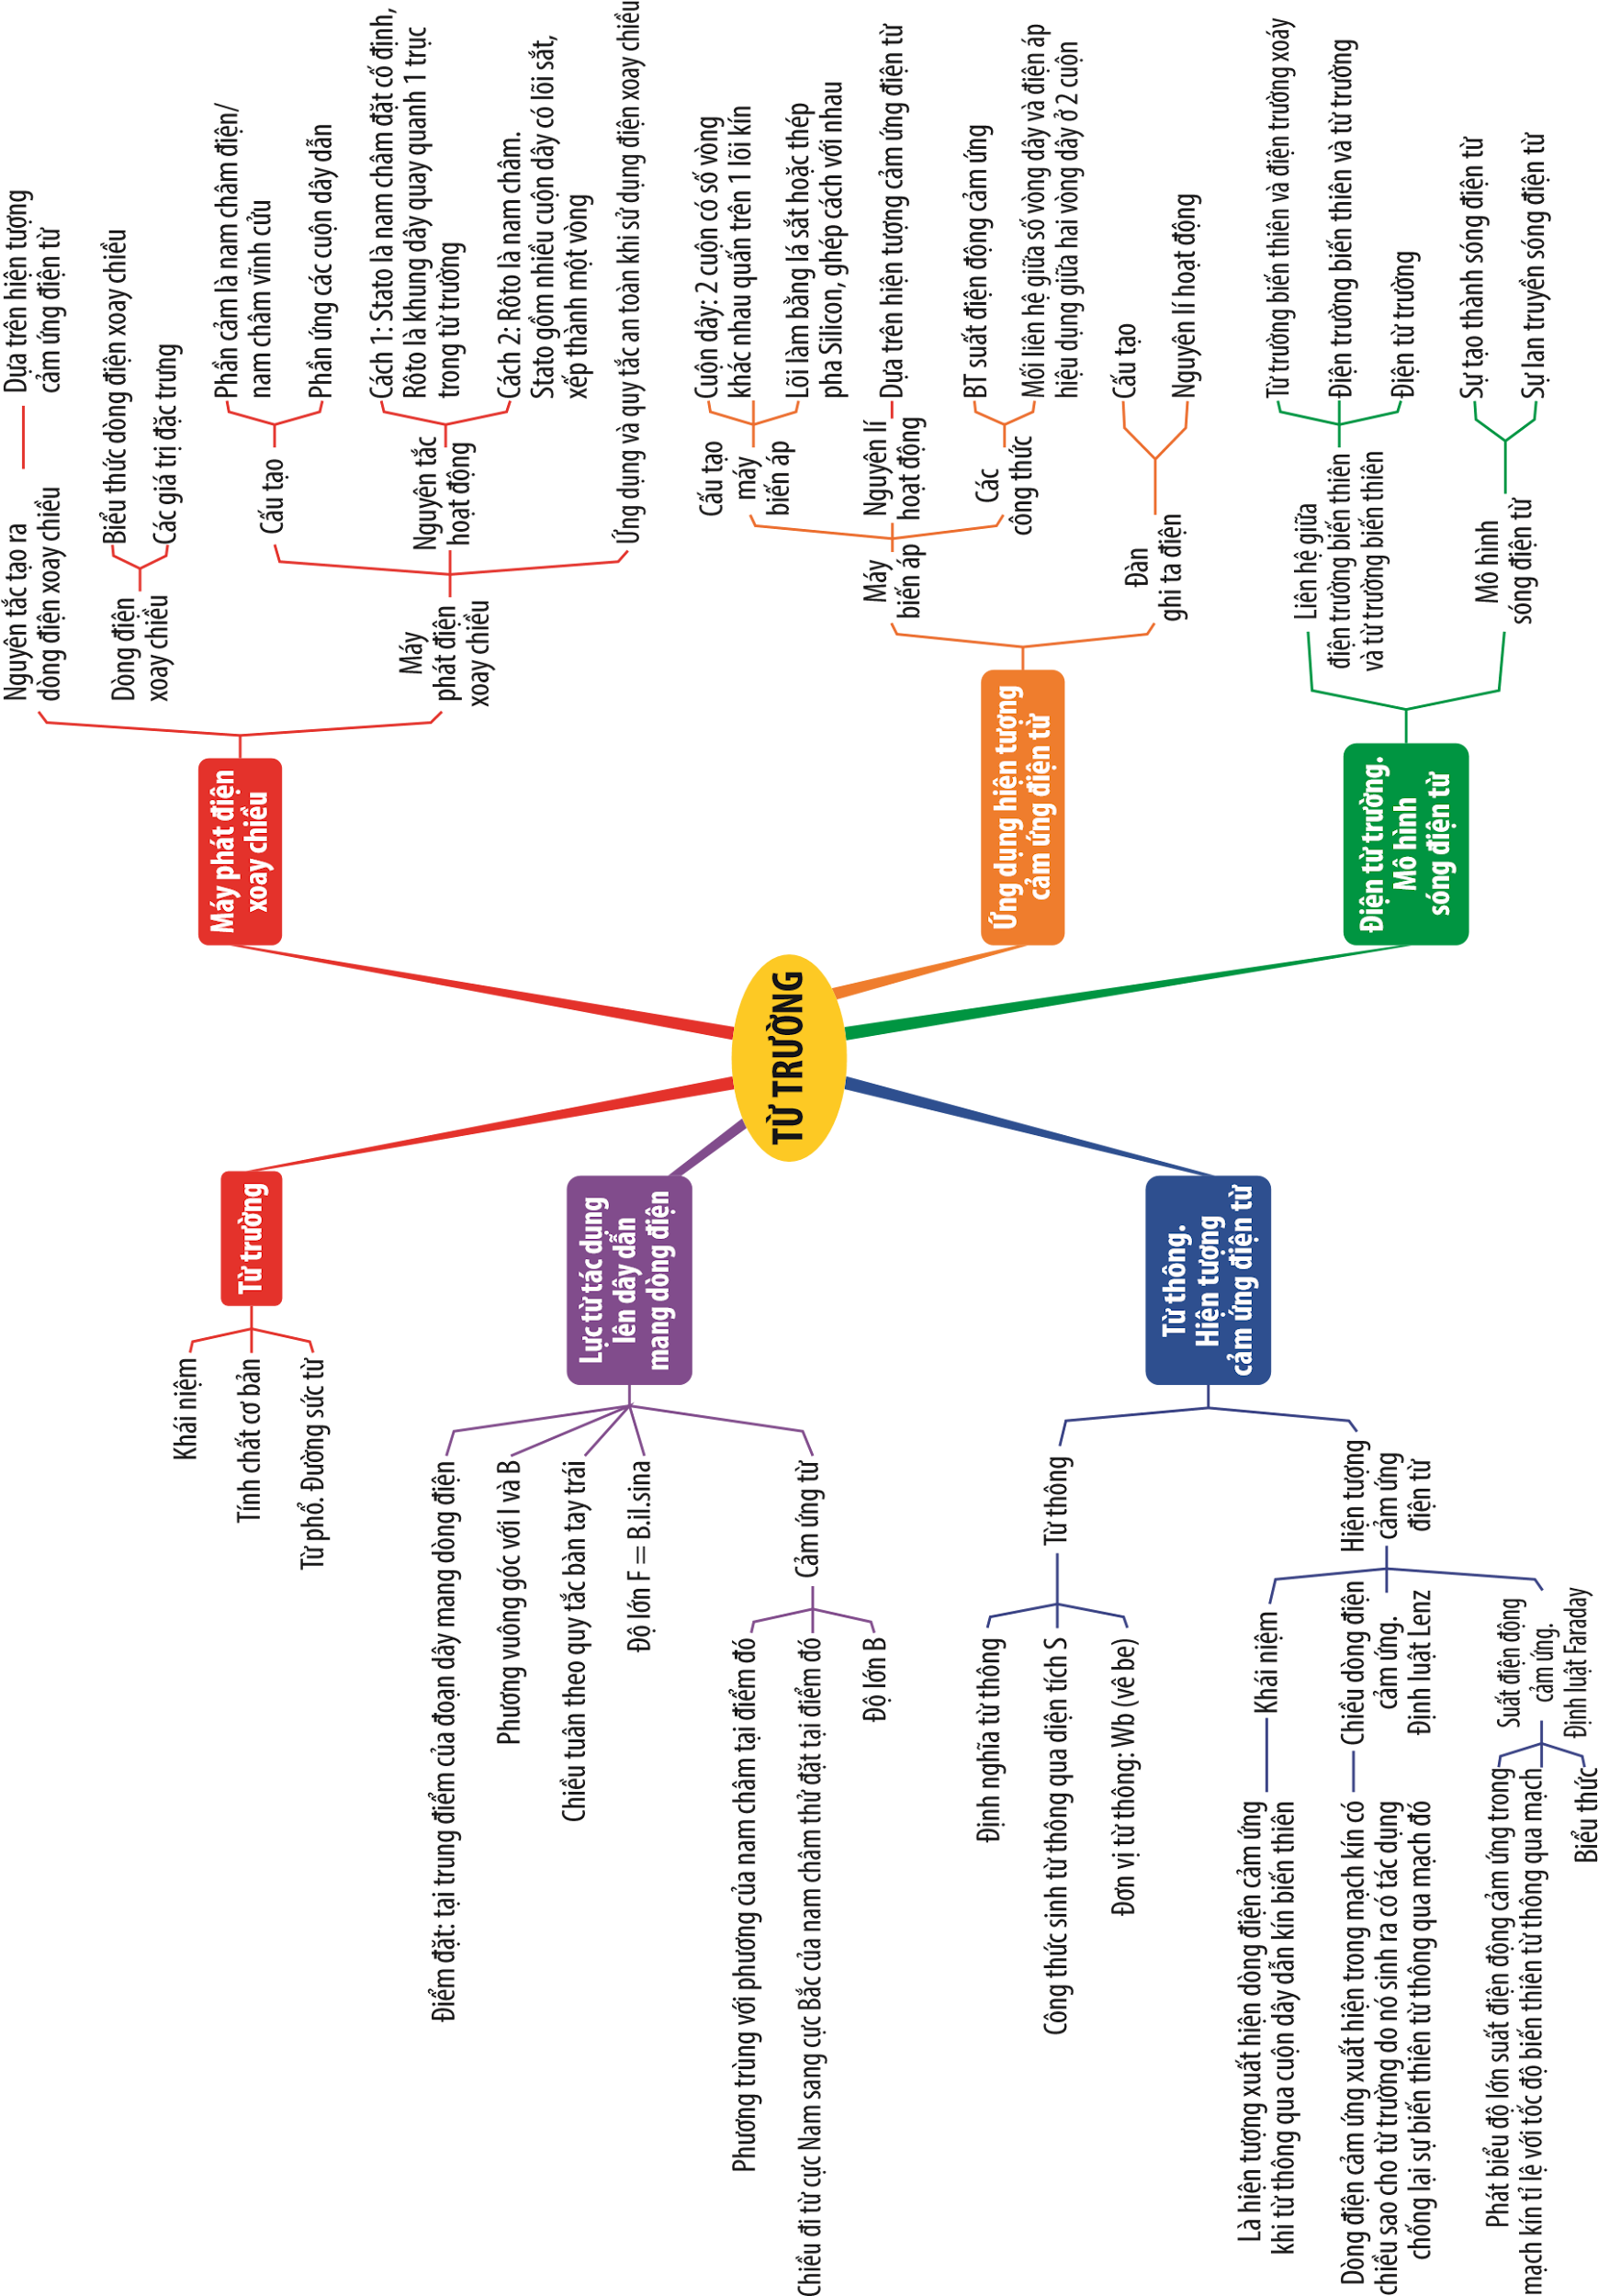 TỪ TRƯỜNG
Từ trường
Khái niệm
Tính chất cơ bản
Từ phổ. Đường sức từ
Lực từ tác dụng
lên dây dẫn
mang dòng điện
Điểm đặt: tại trung điểm của đoạn dây mang dòng điện
Phương vuông góc với I và B
Chiều tuân theo quy tắc bàn tay trái
Độ lớn F = B.il.sina
Cảm ứng từ
Phương trùng với phương của nam châm tại điểm đó
Chiều đi từ cực Nam sang cực Bắc của nam châm thử đặt tại điểm đó
Độ lớn B
Từ thông.
Hiện tượng
cảm ứng điện từ
Từ thông
Định nghĩa từ thông
Công thức sinh từ thông qua diện tích S
Đơn vị từ thông: Wb (vê be)
Hiện tượng
cảm ứng
điện từ
Khái niệm
Là hiện tượng xuất hiện dòng điện cảm ứng
khi từ thông qua cuộn dây dẫn kín biến thiên
Chiều dòng điện
cảm ứng.
Định luật Lenz
Dòng điện cảm ứng xuất hiện trong mạch kín có
chiều sao cho từ trường do nó sinh ra có tác dụng
chống lại sự biến thiên từ thông qua mạch đó
Suất điện động
cảm ứng.
Định luật Faraday
Phát biểu độ lớn suất điện động cảm ứng trong
mạch kín tỉ lệ với tốc độ biến thiên từ thông qua mạch
Biểu thức
Máy phát điện
xoay chiều
Nguyên tắc tạo ra
dòng điện xoay chiều
Dựa trên hiện tượng
cảm ứng điện từ
Dòng điện
xoay chiều
Biểu thức dòng điện xoay chiều
Các giá trị đặc trưng
Máy
phát điện
xoay chiều
Cấu tạo
Phần cảm là nam châm điện/
nam châm vĩnh cửu
Phần ứng các cuộn dây dẫn
Nguyên tắc
hoạt động
Cách 1: Stato là nam châm đặt cố định,
Rôto là khung dây quay quanh 1 trục
trong từ trường
Cách 2: Rôto là nam châm.
Stato gồm nhiều cuộn dây có lõi sắt,
xếp thành một vòng
Ứng dụng và quy tắc an toàn khi sử dụng điện xoay chiều
Ứng dụng hiện tượng
cảm ứng điện từ
Máy
biến áp
Cấu tạo
máy
biến áp
Cuộn dây: 2 cuộn có số vòng
khác nhau quấn trên 1 lõi kín
Lõi làm bằng lá sắt hoặc thép
pha Silicon, ghép cách với nhau
Nguyên lí
hoạt động
Dựa trên hiện tượng cảm ứng điện từ
Các
công thức
BT suất điện động cảm ứng
Mối liên hệ giữa số vòng dây và điện áp
hiệu dụng giữa hai vòng dây ở 2 cuộn
Đàn
ghi ta điện
Cấu tạo
Nguyên lí hoạt động
Điện từ trường.
Mô hình
sóng điện từ
Liên hệ giữa
điện trường biến thiên
và từ trường biến thiên
Từ trường biến thiên và điện trường xoáy
Điện trường biến thiên và từ trường
Điện từ trường
Mô hình
sóng điện từ
Sự tạo thành sóng điện từ
Sự lan truyền sóng điện từ